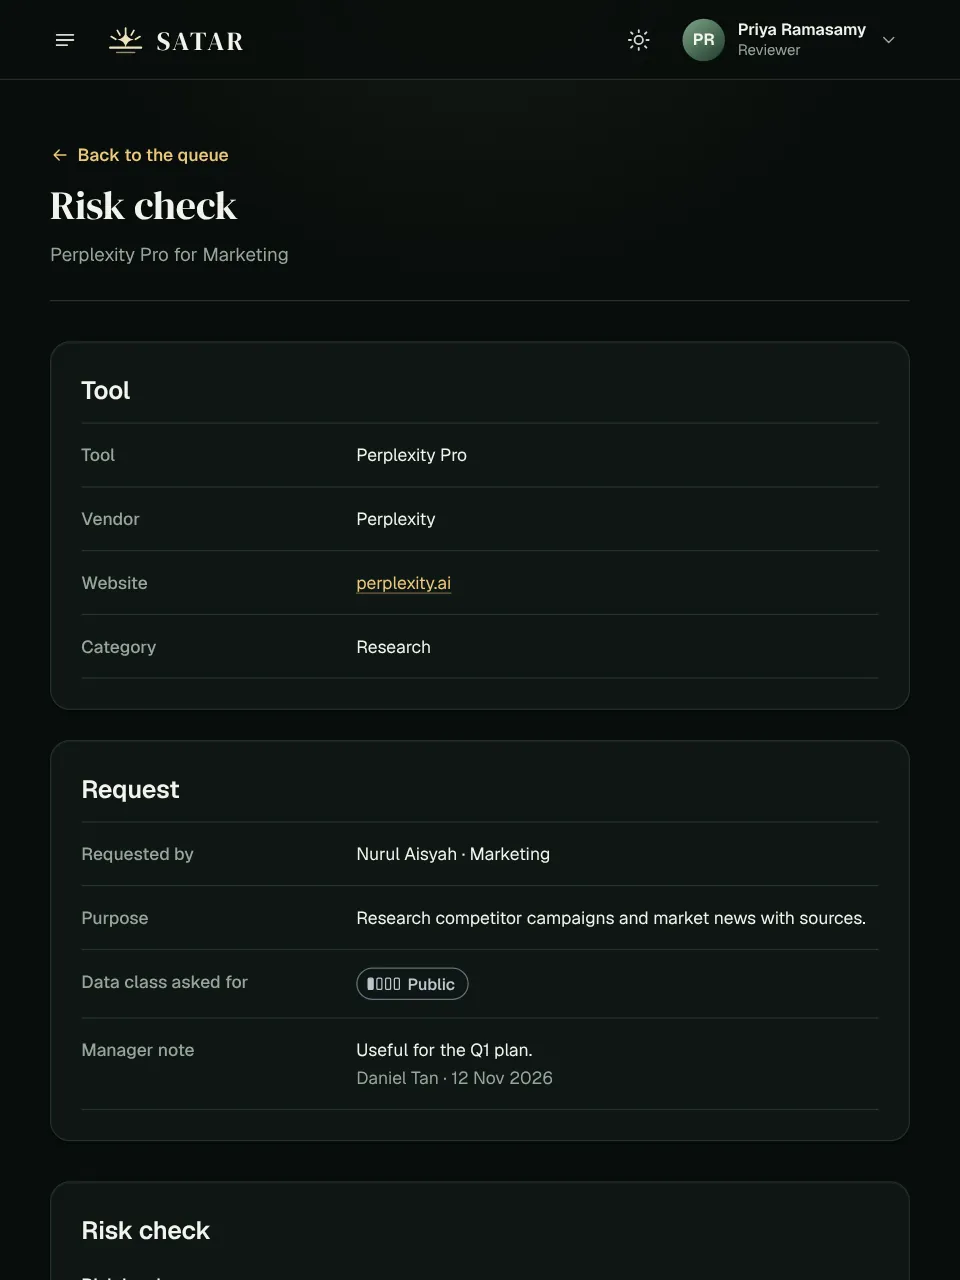 SATAR
PR
Priya Ramasamy
Reviewer
← Back to the queue
Risk check
Perplexity Pro for Marketing
Tool
Tool
Perplexity Pro
Vendor
Perplexity
Website
perplexity.ai
Category
Research
Request
Requested by
Nurul Aisyah · Marketing
Purpose
Research competitor campaigns and market news with sources.
Data class asked for
Public
Manager note
Useful for the Q1 plan.
Daniel Tan · 12 Nov 2026
Risk check